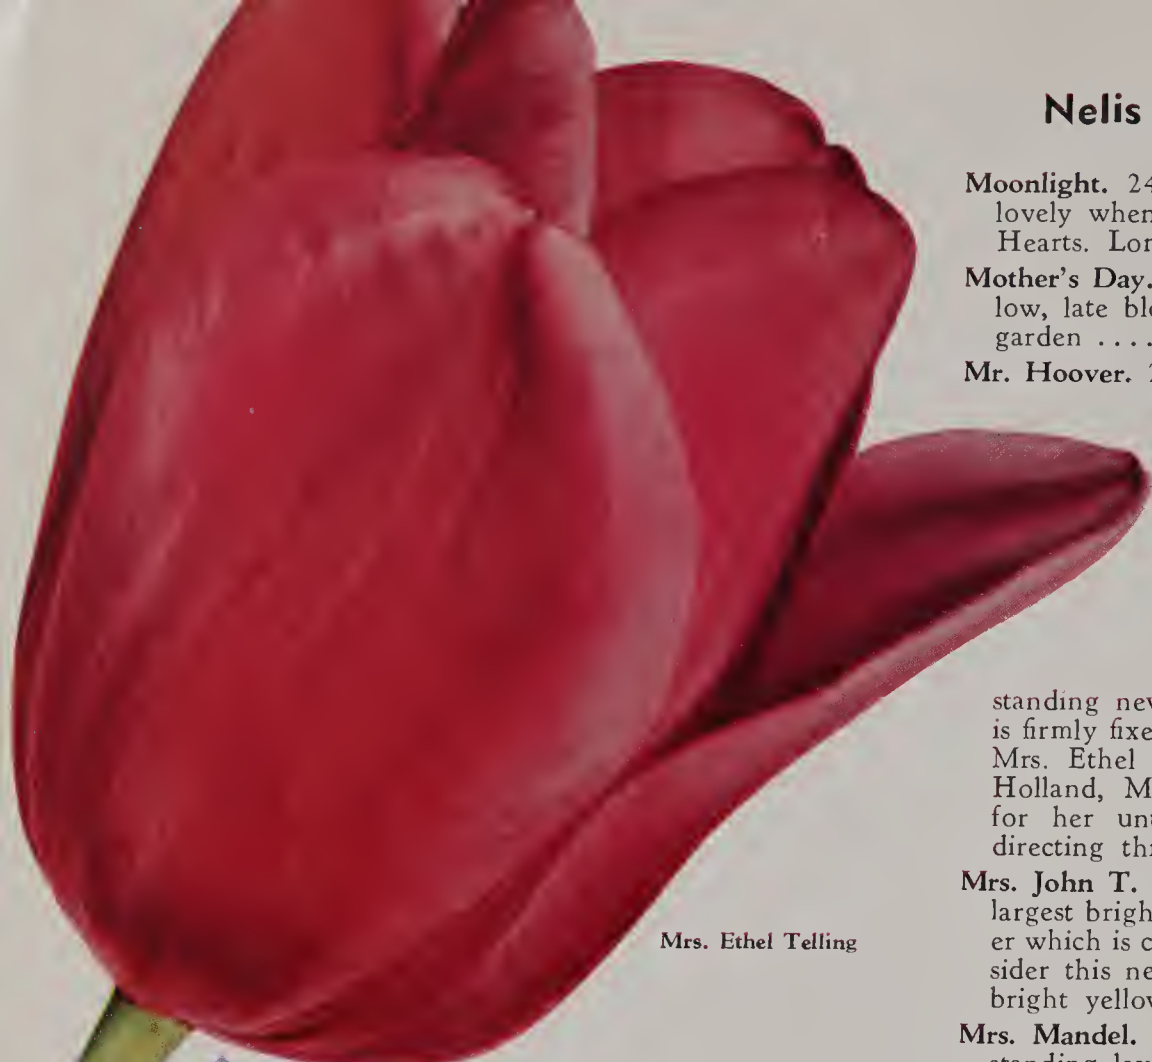 Nelis
Moonlight. 24
lovely when
Hearts. Lor
Mother's Day.
low, late blo
garden ....
Mr. Hoover.
standing nev
is firmly fixe
Mrs. Ethel
Holland, M
for her un
directing th
Mrs. John T.
largest brigh
er which is c
sider this ne
bright yellow
Mrs. Mandel.
Mrs. Ethel Telling